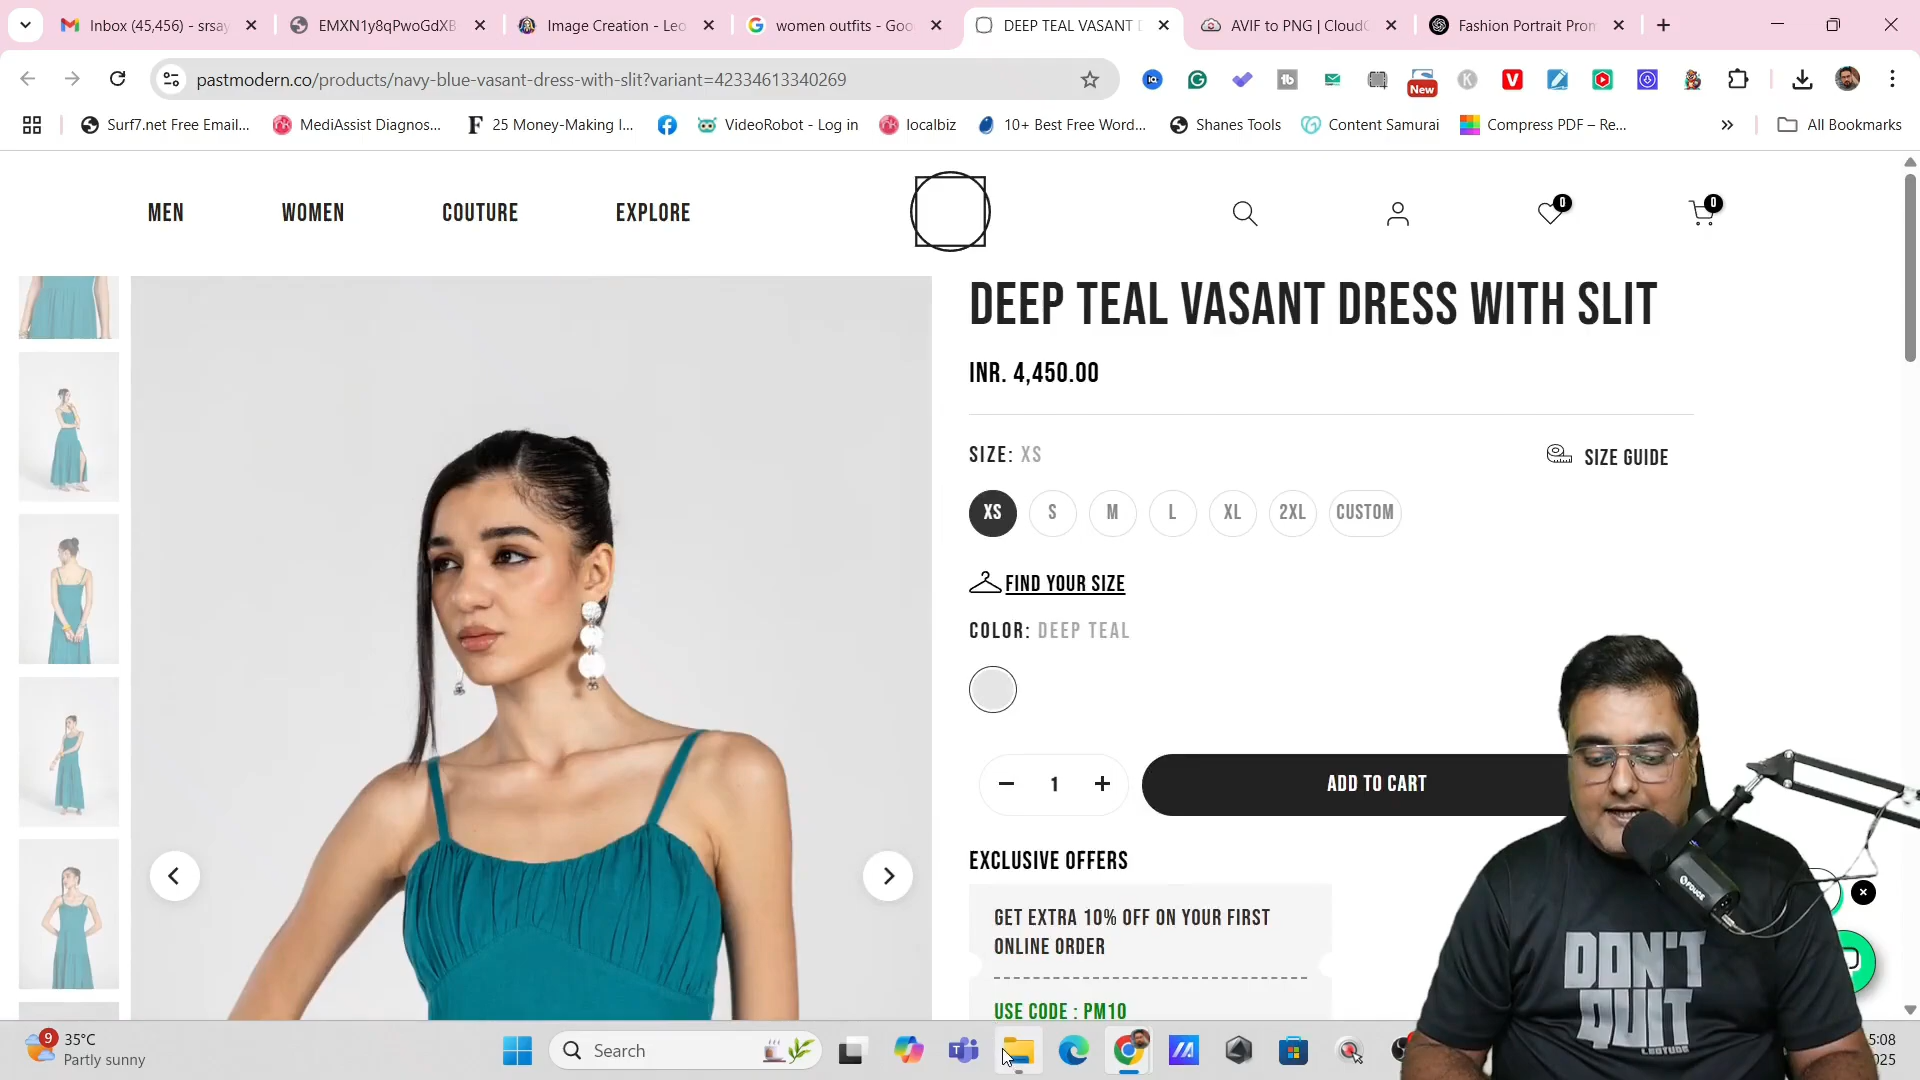 Inbox (45,456) - srsay
EMXN1y8qPwoGdXB
Image Creation - Leo
women outfits - Goo
DEEP TEAL VASANT D
AVIF to PNG | CloudC
Fashion Portrait Prom
pastmodern.co/products/navy-blue-vasant-dress-with-slit?variant=42334613340269
New
Surf7.net Free Email...
MediAssist Diagnos...
25 Money-Making I...
VideoRobot - Log in
localbiz
10+ Best Free Word...
Shanes Tools
Content Samurai
Compress PDF – Re...
All Bookmarks
MEN
WOMEN
COUTURE
EXPLORE
0
0
DEEP TEAL VASANT DRESS WITH SLIT
INR. 4,450.00
SIZE: XS
SIZE GUIDE
XS
S
M
L
XL
2XL
CUSTOM
FIND YOUR SIZE
COLOR: DEEP TEAL
1
ADD TO CART
EXCLUSIVE OFFERS
GET EXTRA 10% OFF ON YOUR FIRST
ONLINE ORDER
USE CODE : PM10
DON'T
QUIT
FDUCE
9
35°C
Partly sunny
Search
5:08
025